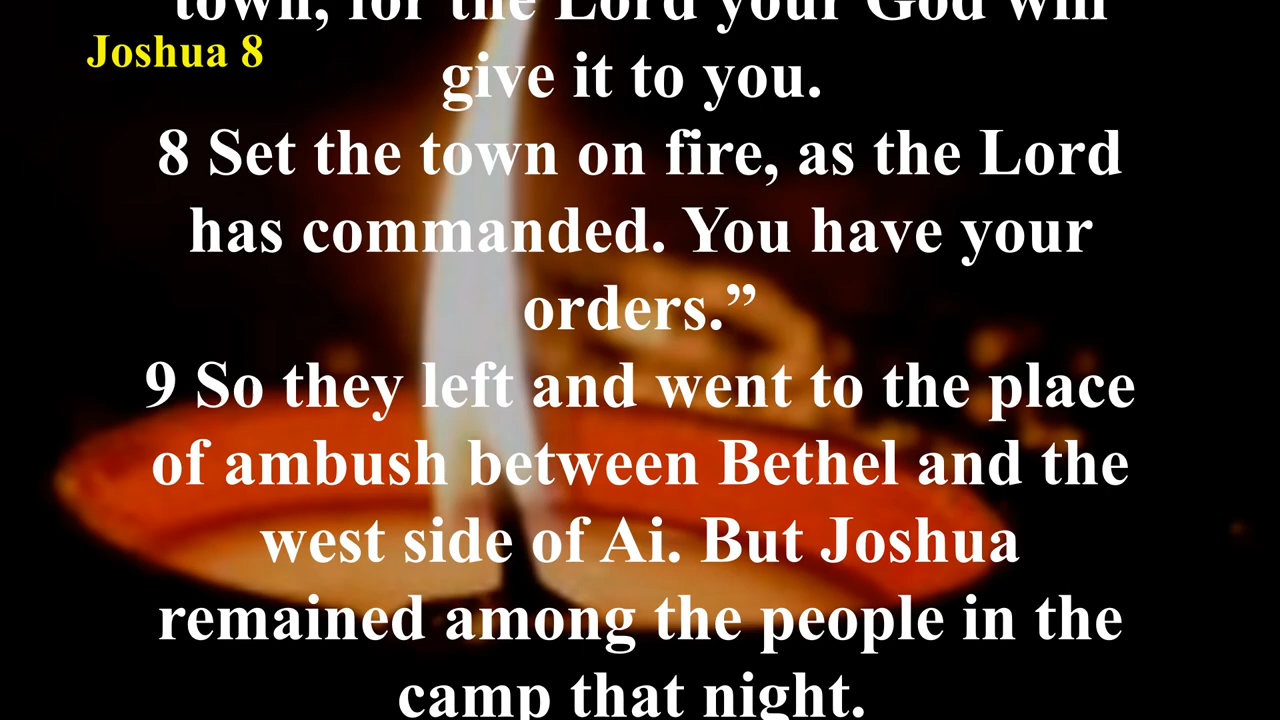 town, for the Lord your God will
Joshua 8
give it to you.
8 Set the town on fire, as the Lord
has commanded. You have your
orders.”
9 So they left and went to the place
of ambush between Bethel and the
west side of Ai. But Joshua
remained among the people in the
camp that night.